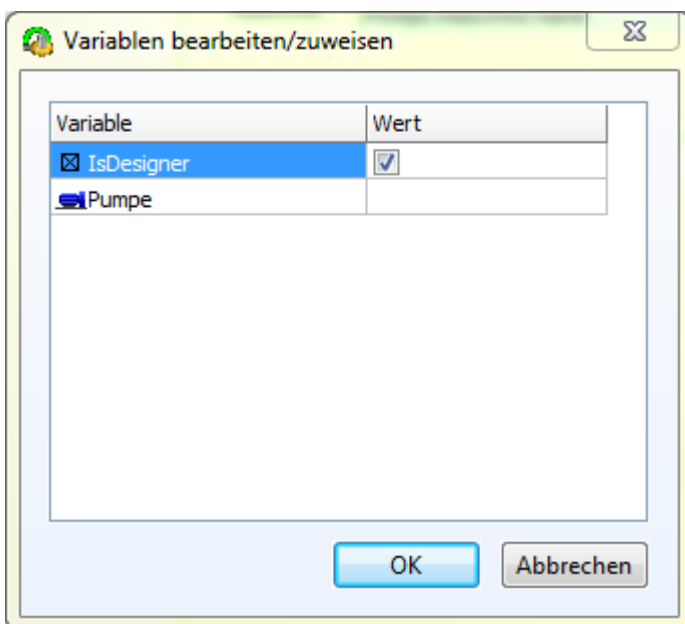 Variablen bearbeiten/zuweisen
Variable Wert
IsDesigner
Pumpe
OK Abbrechen